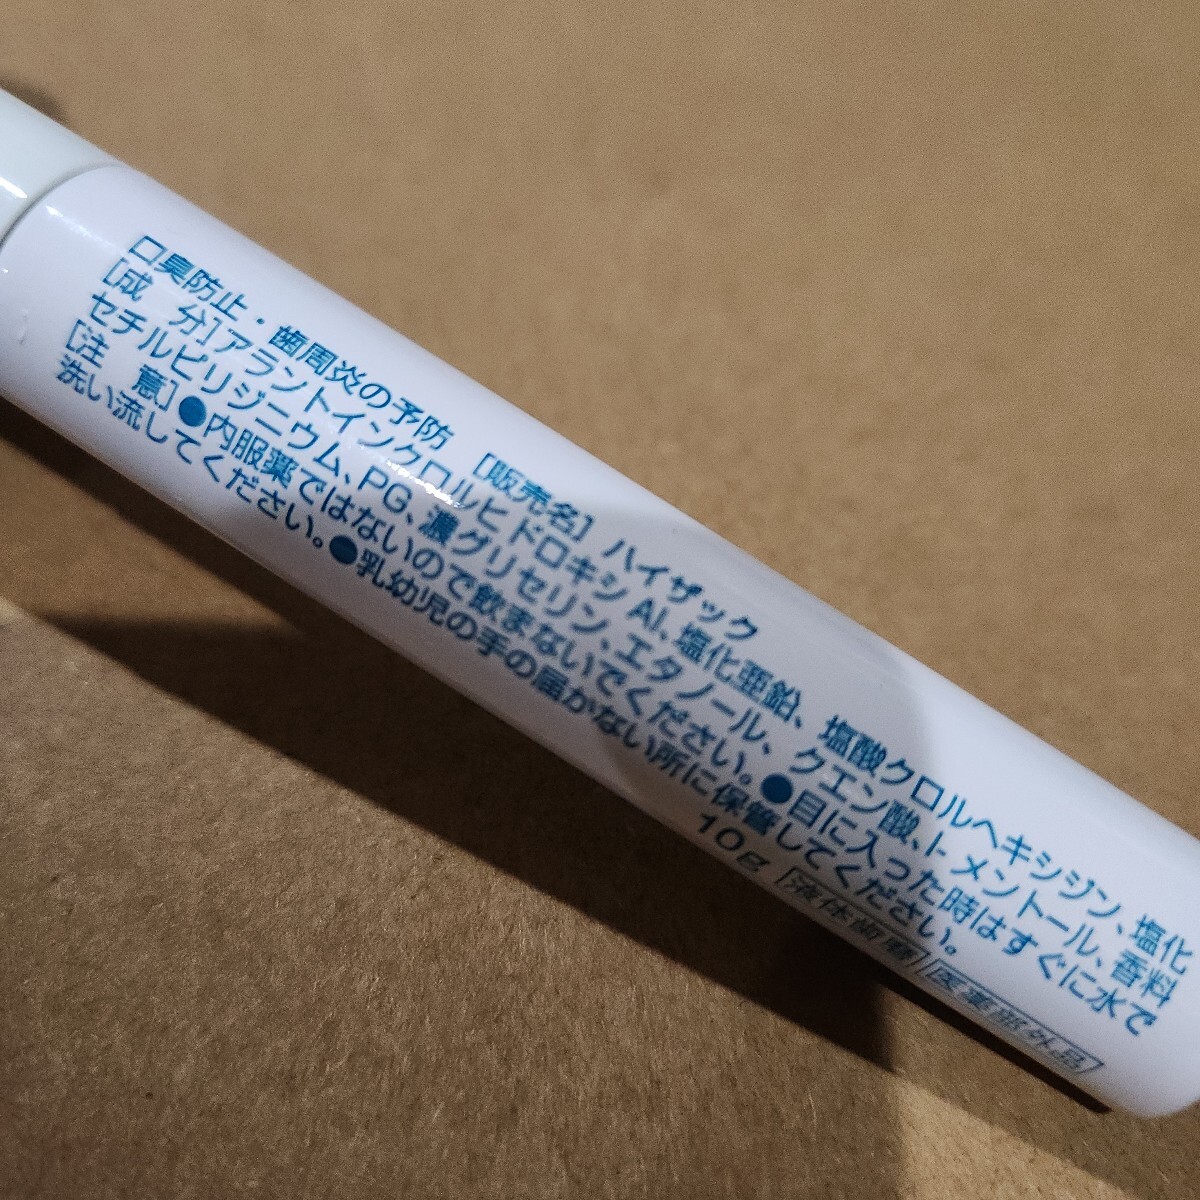 口臭防止・歯周炎の予防 [販売名] ハイザック
[成 分]アラントインクロルヒドロキシAl、塩化亜鉛、塩酸クロルヘキシジン、塩化
セチルピリジニウム、PG、濃グリセリン、エタノール、クエン酸、l-メントール、香料
[注 意]●内服薬ではないので飲まないでください。●目に入った時はすぐに水で
洗い流してください。●乳幼児の手の届かない所に保管してください。
10g 液体歯磨 医薬部外品